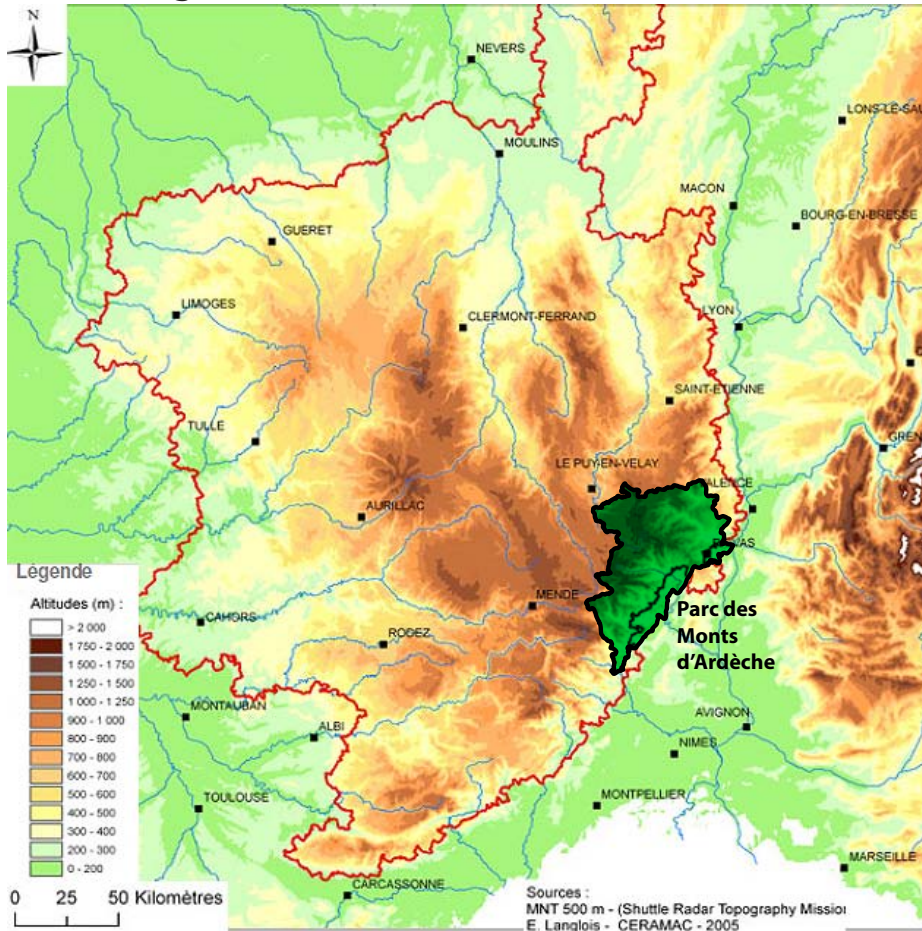 N
NEVERS
LONS-LE-SAU
MOULINS
MACON
BOURG-EN-BRESSE
GUERET
LIMOGES
CLERMONT-FERRAND
LYON
SAINT-ETIENNE
TULLE
GREN
LE PUY-EN-VELAY
VALENCE
AURILLAC
Légende
Altitudes (m) :
> 2 000
1 750 - 2 000
1 500 - 1 750
1 250 - 1 500
1 000 - 1 250
900 - 1 000
800 - 900
700 - 800
600 - 700
500 - 600
400 - 500
300 - 400
200 - 300
0 - 200
0 25 50 Kilomètres
MENDE
CAHORS
RODEZ
Parc des
Monts
d'Ardèche
MONTAUBAN
ALBI
AVIGNON
NIMES
TOULOUSE
MONTPELLIER
MARSEILLE
CARCASSONNE
Sources :
MNT 500 m - (Shuttle Radar Topography Mission
E. Langlois - CERAMAC - 2005